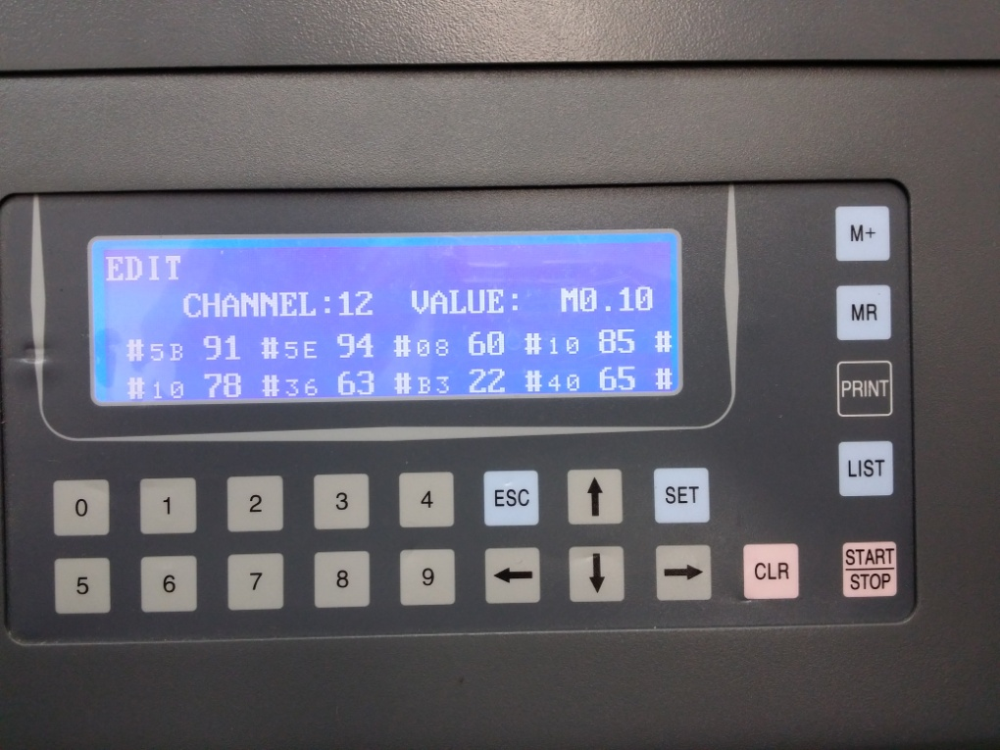 EDIT
CHANNEL:12 VALUE: M0.10
#5B 91 #5E 94 #08 60 #10 85 #
#10 78 #36 63 #B3 22 #40 65 #
M+
MR
PRINT
LIST
0 1 2 3 4 ESC ↑ SET
5 6 7 8 9 ← ↓ → CLR
START
STOP